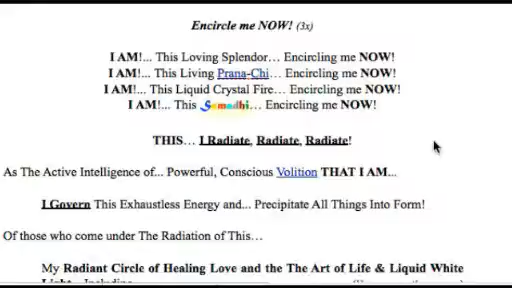 Encircle me NOW! (3x)
I AM!... This Loving Splendor… Encircling me NOW!
I AM!... This Living Prana-Chi… Encircling me NOW!
I AM!... This Liquid Crystal Fire… Encircling me NOW!
I AM!... This Samadhi… Encircling me NOW!
THIS… I Radiate, Radiate, Radiate!
As The Active Intelligence of... Powerful, Conscious Volition THAT I AM...
I Govern This Exhaustless Energy and... Precipitate All Things Into Form!
Of those who come under The Radiation of This…
My Radiant Circle of Healing Love and the The Art of Life & Liquid White